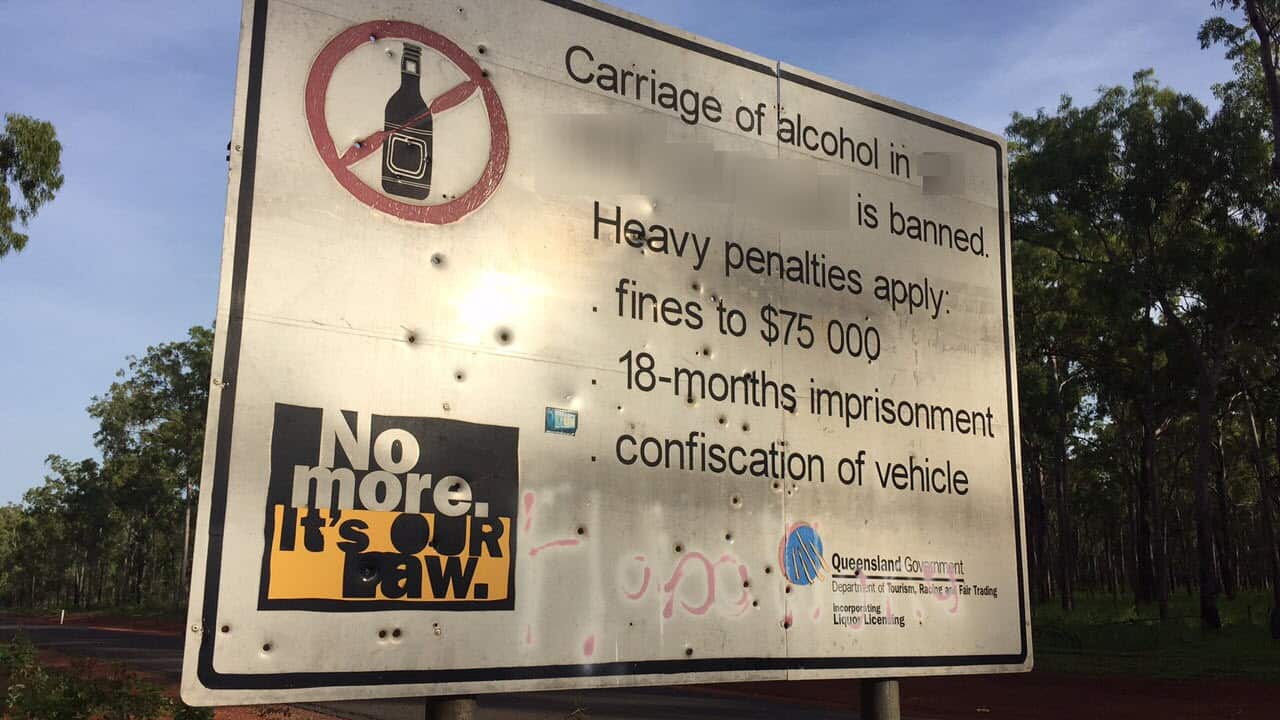 Carriage of alcohol in
is banned.
Heavy penalties apply:
. fines to $75 000
. 18-months imprisonment
. confiscation of vehicle
No
more.
It's OUR
Law.
Queensland Government
Department of Tourism, Racing and Fair Trading
Incorporating
Liquor Licensing